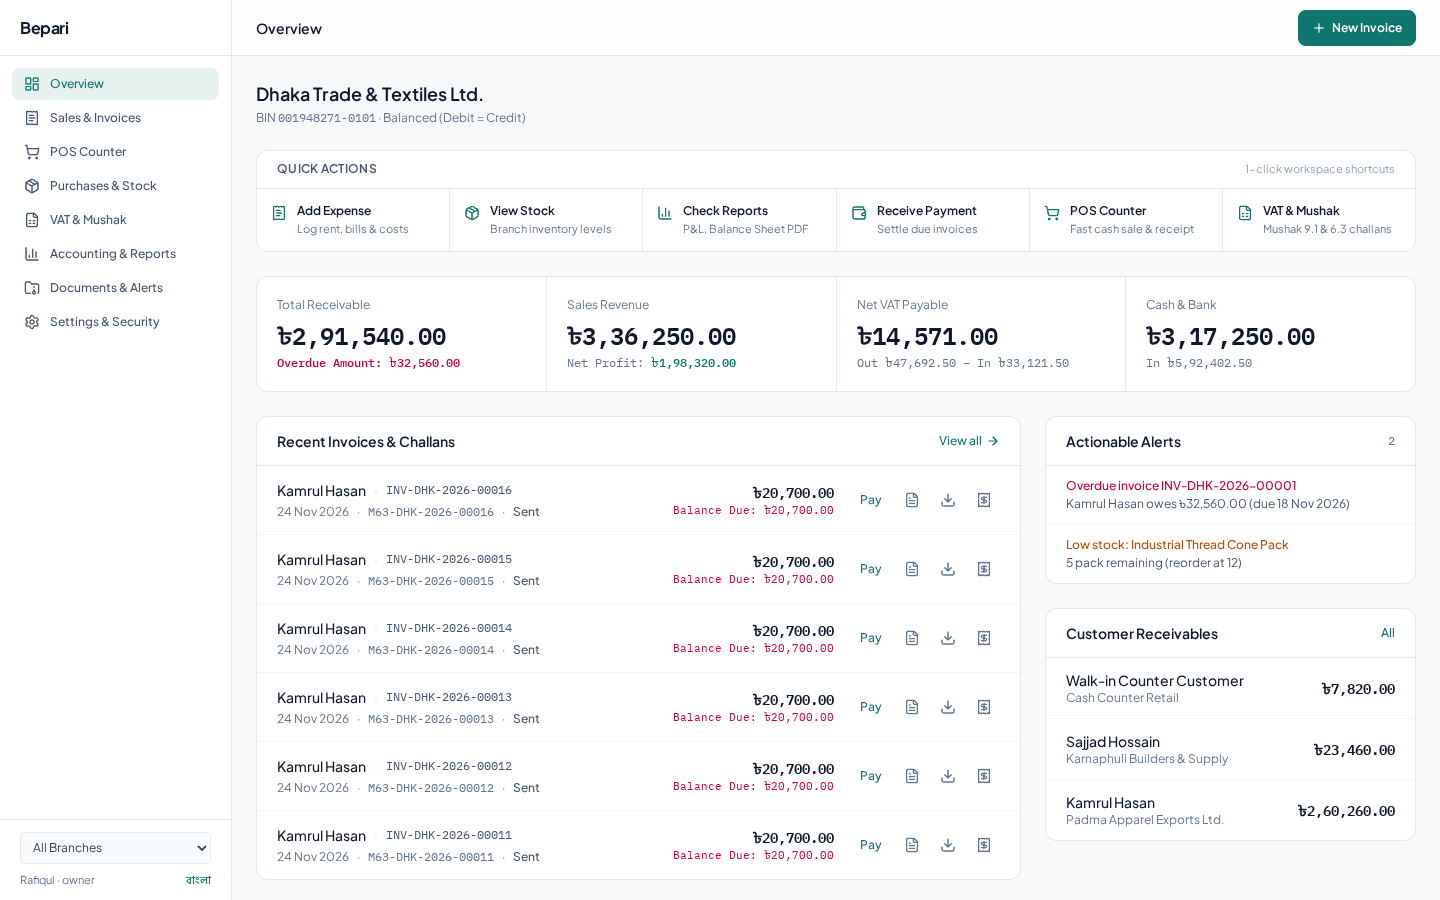 Bepari
Overview
New Invoice
Overview
Sales & Invoices
POS Counter
Purchases & Stock
VAT & Mushak
Accounting & Reports
Documents & Alerts
Settings & Security
All Branches
Rafiqul · owner
বাংলা
Dhaka Trade & Textiles Ltd.
BIN 001948271-0101 · Balanced (Debit = Credit)
QUICK ACTIONS
1-click workspace shortcuts
Add Expense
Log rent, bills & costs
View Stock
Branch inventory levels
Check Reports
P&L, Balance Sheet PDF
Receive Payment
Settle due invoices
POS Counter
Fast cash sale & receipt
VAT & Mushak
Mushak 9.1 & 6.3 challans
Total Receivable
৳2,91,540.00
Overdue Amount: ৳32,560.00
Sales Revenue
৳3,36,250.00
Net Profit: ৳1,98,320.00
Net VAT Payable
৳14,571.00
Out ৳47,692.50 − In ৳33,121.50
Cash & Bank
৳3,17,250.00
In ৳5,92,402.50
Recent Invoices & Challans
View all
Kamrul Hasan · INV-DHK-2026-00016
24 Nov 2026 · M63-DHK-2026-00016 · Sent
৳20,700.00
Balance Due: ৳20,700.00
Pay
Kamrul Hasan · INV-DHK-2026-00015
24 Nov 2026 · M63-DHK-2026-00015 · Sent
৳20,700.00
Balance Due: ৳20,700.00
Pay
Kamrul Hasan · INV-DHK-2026-00014
24 Nov 2026 · M63-DHK-2026-00014 · Sent
৳20,700.00
Balance Due: ৳20,700.00
Pay
Kamrul Hasan · INV-DHK-2026-00013
24 Nov 2026 · M63-DHK-2026-00013 · Sent
৳20,700.00
Balance Due: ৳20,700.00
Pay
Kamrul Hasan · INV-DHK-2026-00012
24 Nov 2026 · M63-DHK-2026-00012 · Sent
৳20,700.00
Balance Due: ৳20,700.00
Pay
Kamrul Hasan · INV-DHK-2026-00011
24 Nov 2026 · M63-DHK-2026-00011 · Sent
৳20,700.00
Balance Due: ৳20,700.00
Pay
Actionable Alerts
2
Overdue invoice INV-DHK-2026-00001
Kamrul Hasan owes ৳32,560.00 (due 18 Nov 2026)
Low stock: Industrial Thread Cone Pack
5 pack remaining (reorder at 12)
Customer Receivables
All
Walk-in Counter Customer
Cash Counter Retail
৳7,820.00
Sajjad Hossain
Karnaphuli Builders & Supply
৳23,460.00
Kamrul Hasan
Padma Apparel Exports Ltd.
৳2,60,260.00